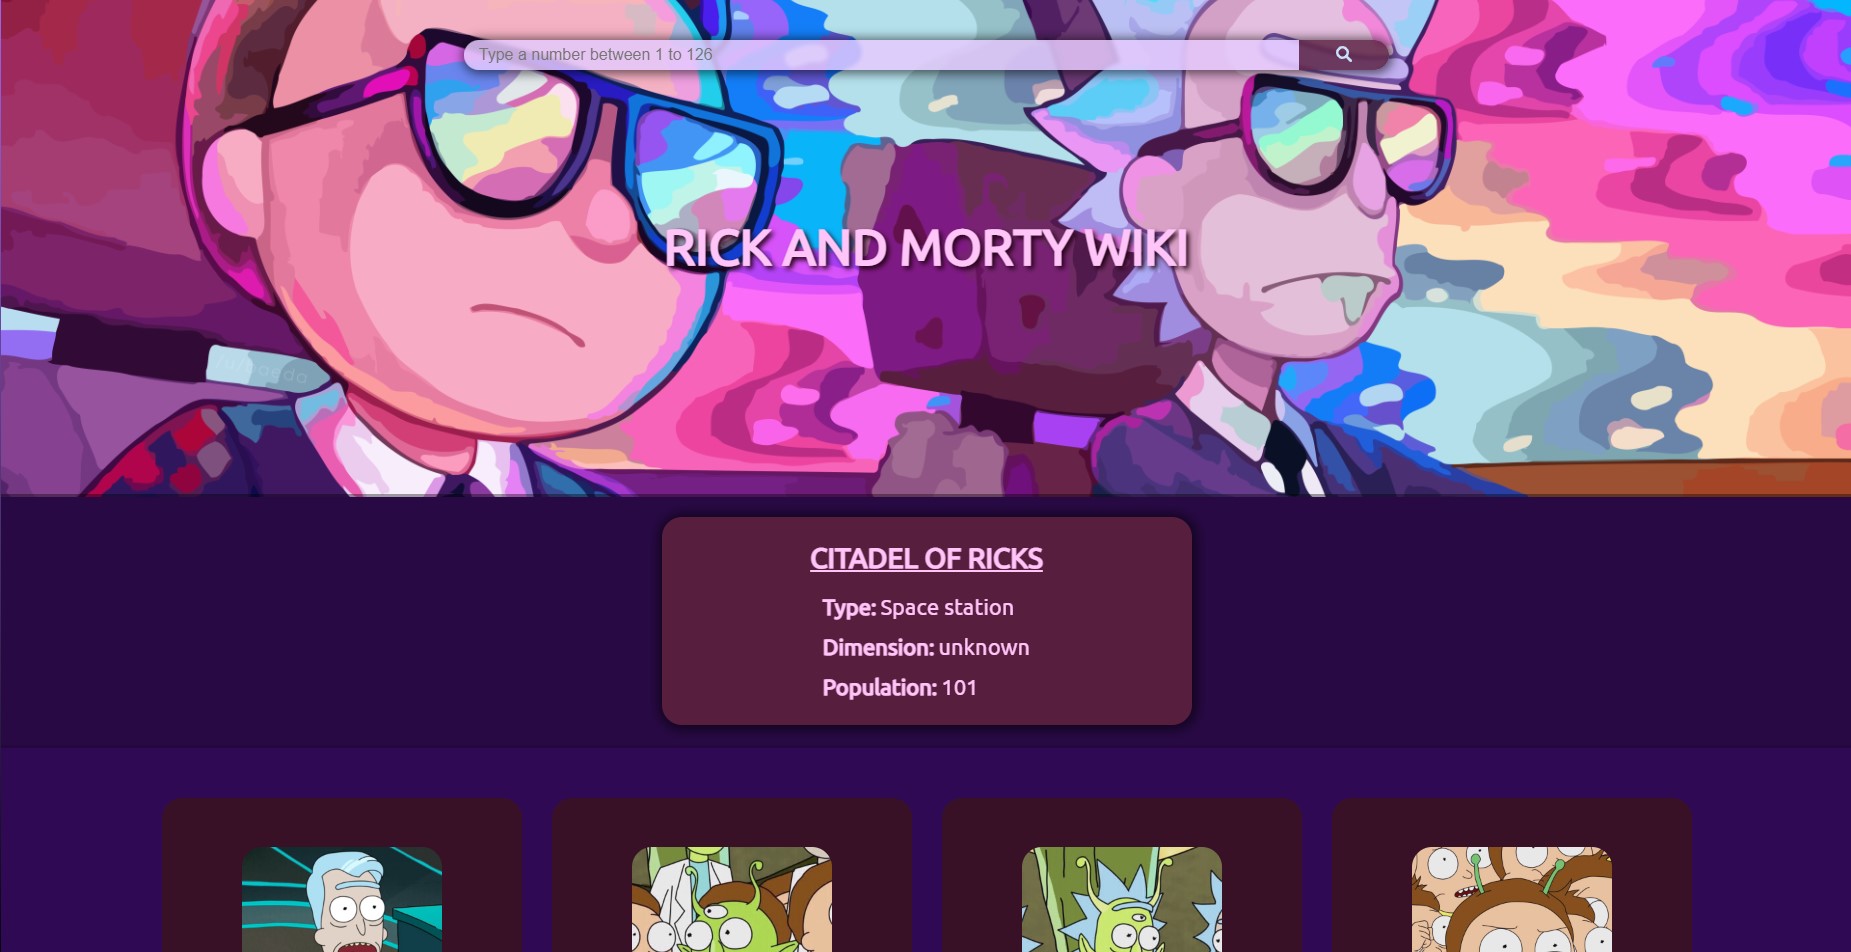 Type a number between 1 to 126
RICK AND MORTY WIKI
CITADEL OF RICKS
Type: Space station
Dimension: unknown
Population: 101